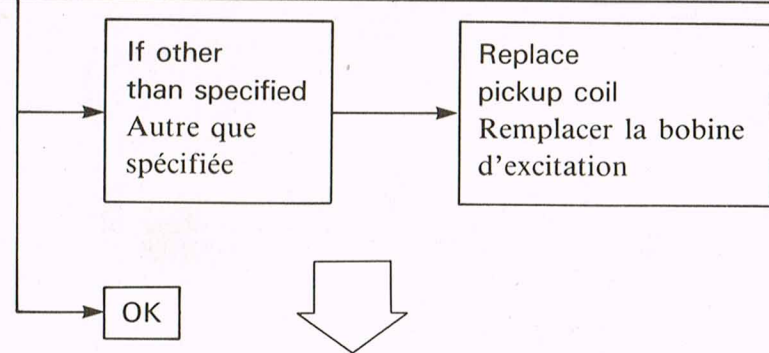 If other
than specified
Autre que
spécifiée
Replace
pickup coil
Remplacer la bobine
d'excitation
OK